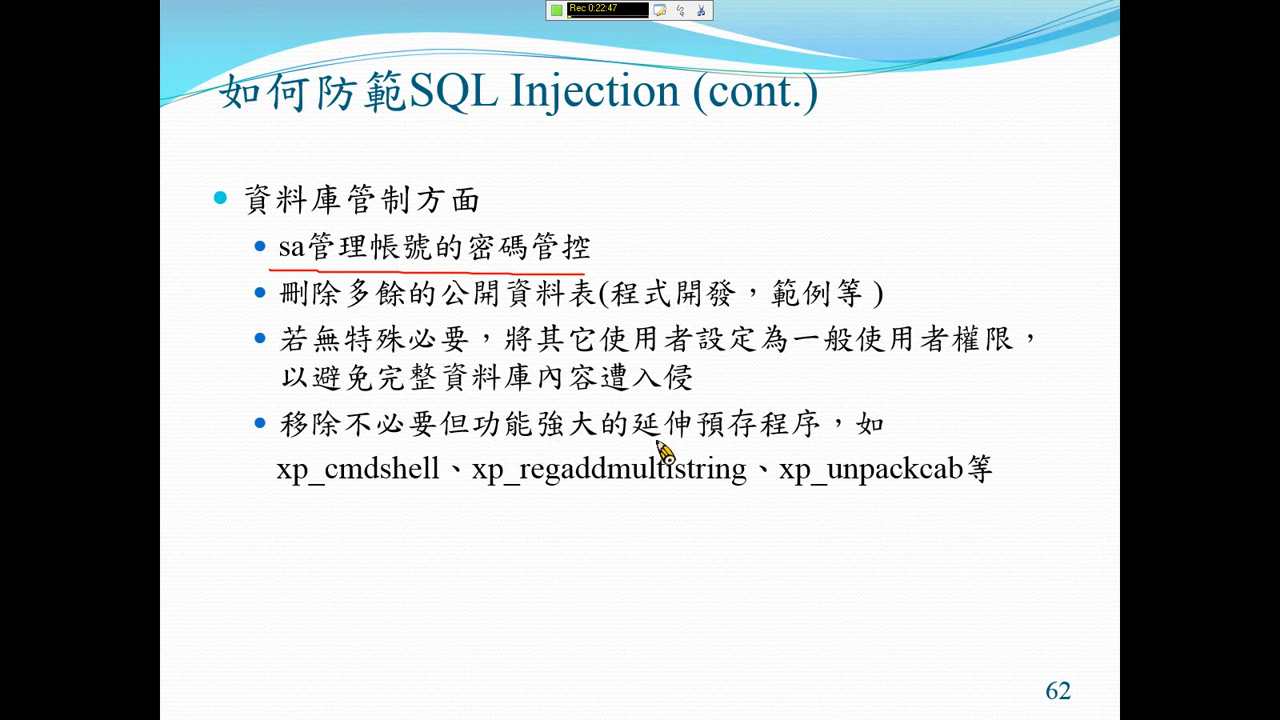 Rec 0:22:47
如何防範SQL Injection (cont.)
資料庫管制方面
sa管理帳號的密碼管控
刪除多餘的公開資料表(程式開發，範例等 )
若無特殊必要，將其它使用者設定為一般使用者權限，
以避免完整資料庫內容遭入侵
移除不必要但功能強大的延伸預存程序，如
xp_cmdshell、xp_regaddmultistring、xp_unpackcab等
62